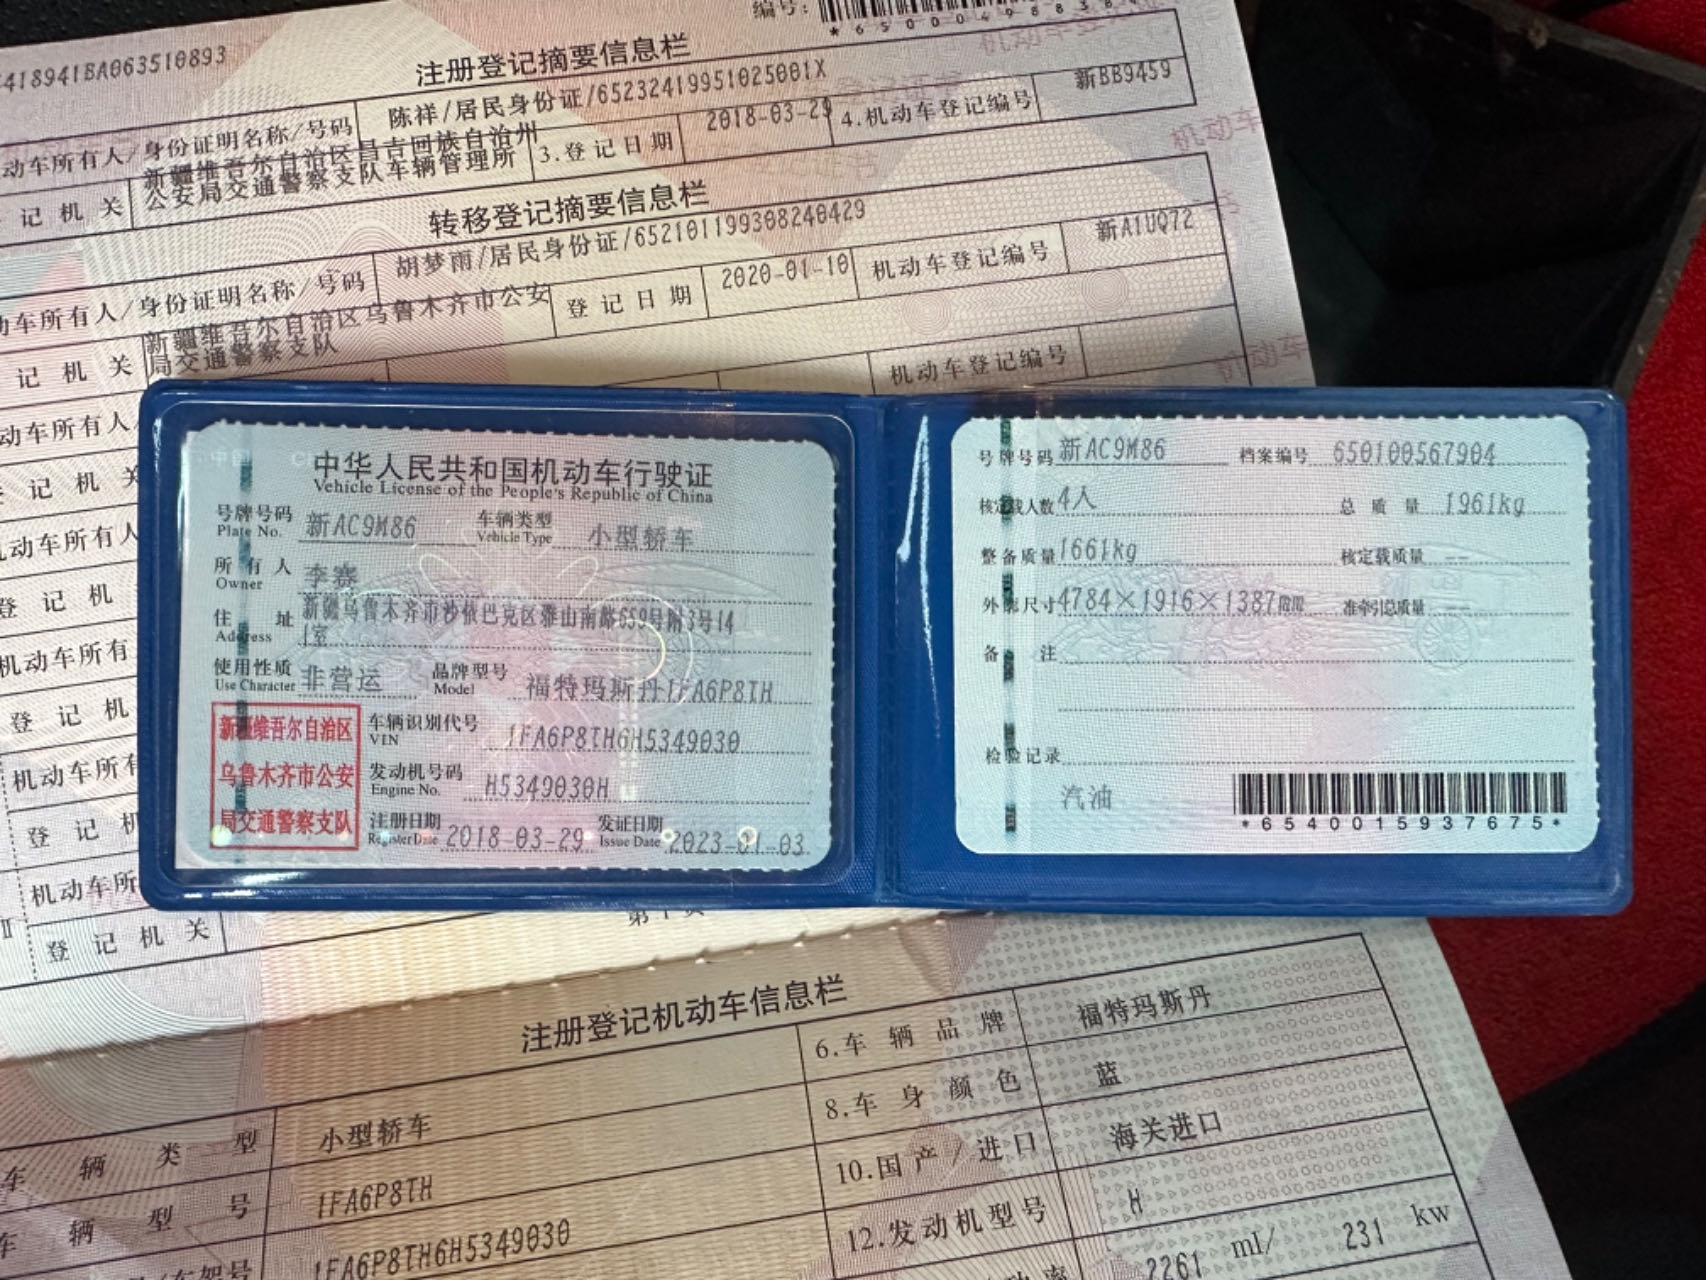 编号:
*6500049883
418941BA063510893
注册登记摘要信息栏
动车所有人/身份证明名称/号码 陈祥/居民身份证/65232419951025001X
记机关 新疆维吾尔自治区昌吉回族自治州公安局交通警察支队车辆管理所 3.登记日期 2018-03-29 4.机动车登记编号 新BB9459
转移登记摘要信息栏
动车所有人/身份证明名称/号码 胡梦雨/居民身份证/652101199308240429
记机关 新疆维吾尔自治区乌鲁木齐市公安局交通警察支队 登记日期 2020-01-10 机动车登记编号 新A1UQ72
机动车登记编号
动车所有人
记机关
动车所有人
登记机
机动车所有
登记机
机动车所有
登记机
机动车所
登记机关
中华人民共和国机动车行驶证
Vehicle License of the People's Republic of China
号牌号码 新AC9M86 车辆类型 小型轿车
Plate No. Vehicle Type
所有人 李赛
Owner
住址 新疆乌鲁木齐市沙依巴克区雅山南路659号附3号14
Address 1室
使用性质 非营运 品牌型号 福特玛斯丹1FA6P8TH
Use Character Model
新疆维吾尔自治区
乌鲁木齐市公安
局交通警察支队
车辆识别代号 1FA6P8TH6H5349030
VIN
发动机号码 H5349030H
Engine No.
注册日期 2018-03-29 发证日期 2023-01-03
Register Date Issue Date
号牌号码 新AC9M86 档案编号 650100567904
核定载人数 4人 总质量 1961kg
整备质量 1661kg 核定载质量 --
外廓尺寸 4784×1916×1387mm 准牵引总质量 --
备注
检验记录
汽油
*6540015937675*
注册登记机动车信息栏
6.车辆品牌 福特玛斯丹
车辆类型 小型轿车 8.车身颜色 蓝
车辆型号 1FA6P8TH 10.国产/进口 海关进口
车架号 1FA6P8TH6H5349030 12.发动机型号 H
功率 2261 ml/ 231 kw